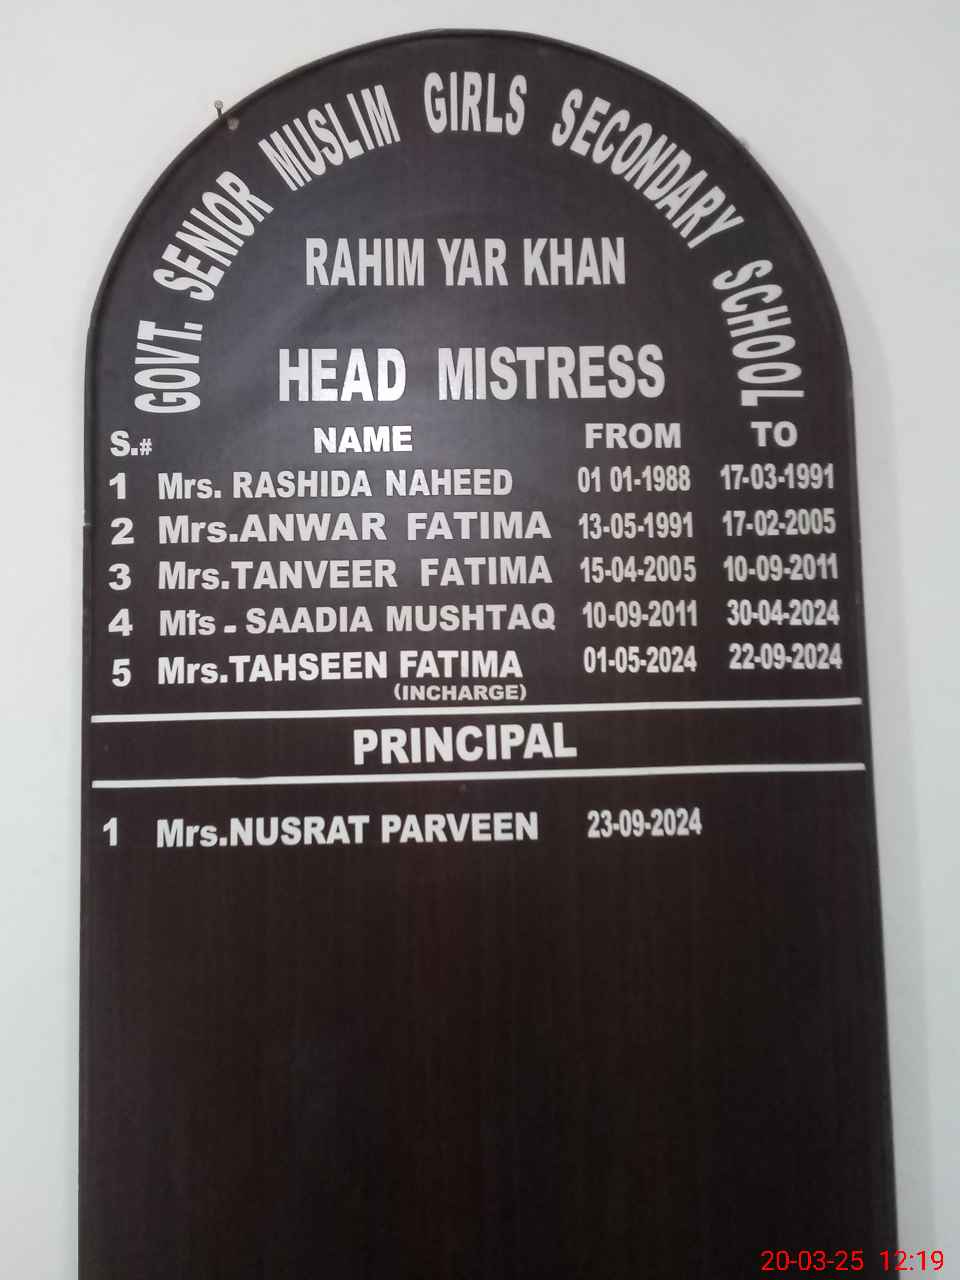 GOVT. SENIOR MUSLIM GIRLS SECONDARY SCHOOL
RAHIM YAR KHAN
HEAD MISTRESS
S.# NAME FROM TO
1 Mrs. RASHIDA NAHEED 01 01-1988 17-03-1991
2 Mrs.ANWAR FATIMA 13-05-1991 17-02-2005
3 Mrs.TANVEER FATIMA 15-04-2005 10-09-2011
4 Mts - SAADIA MUSHTAQ 10-09-2011 30-04-2024
5 Mrs.TAHSEEN FATIMA 01-05-2024 22-09-2024
(INCHARGE)
PRINCIPAL
1 Mrs.NUSRAT PARVEEN 23-09-2024
20-03-25 12:19